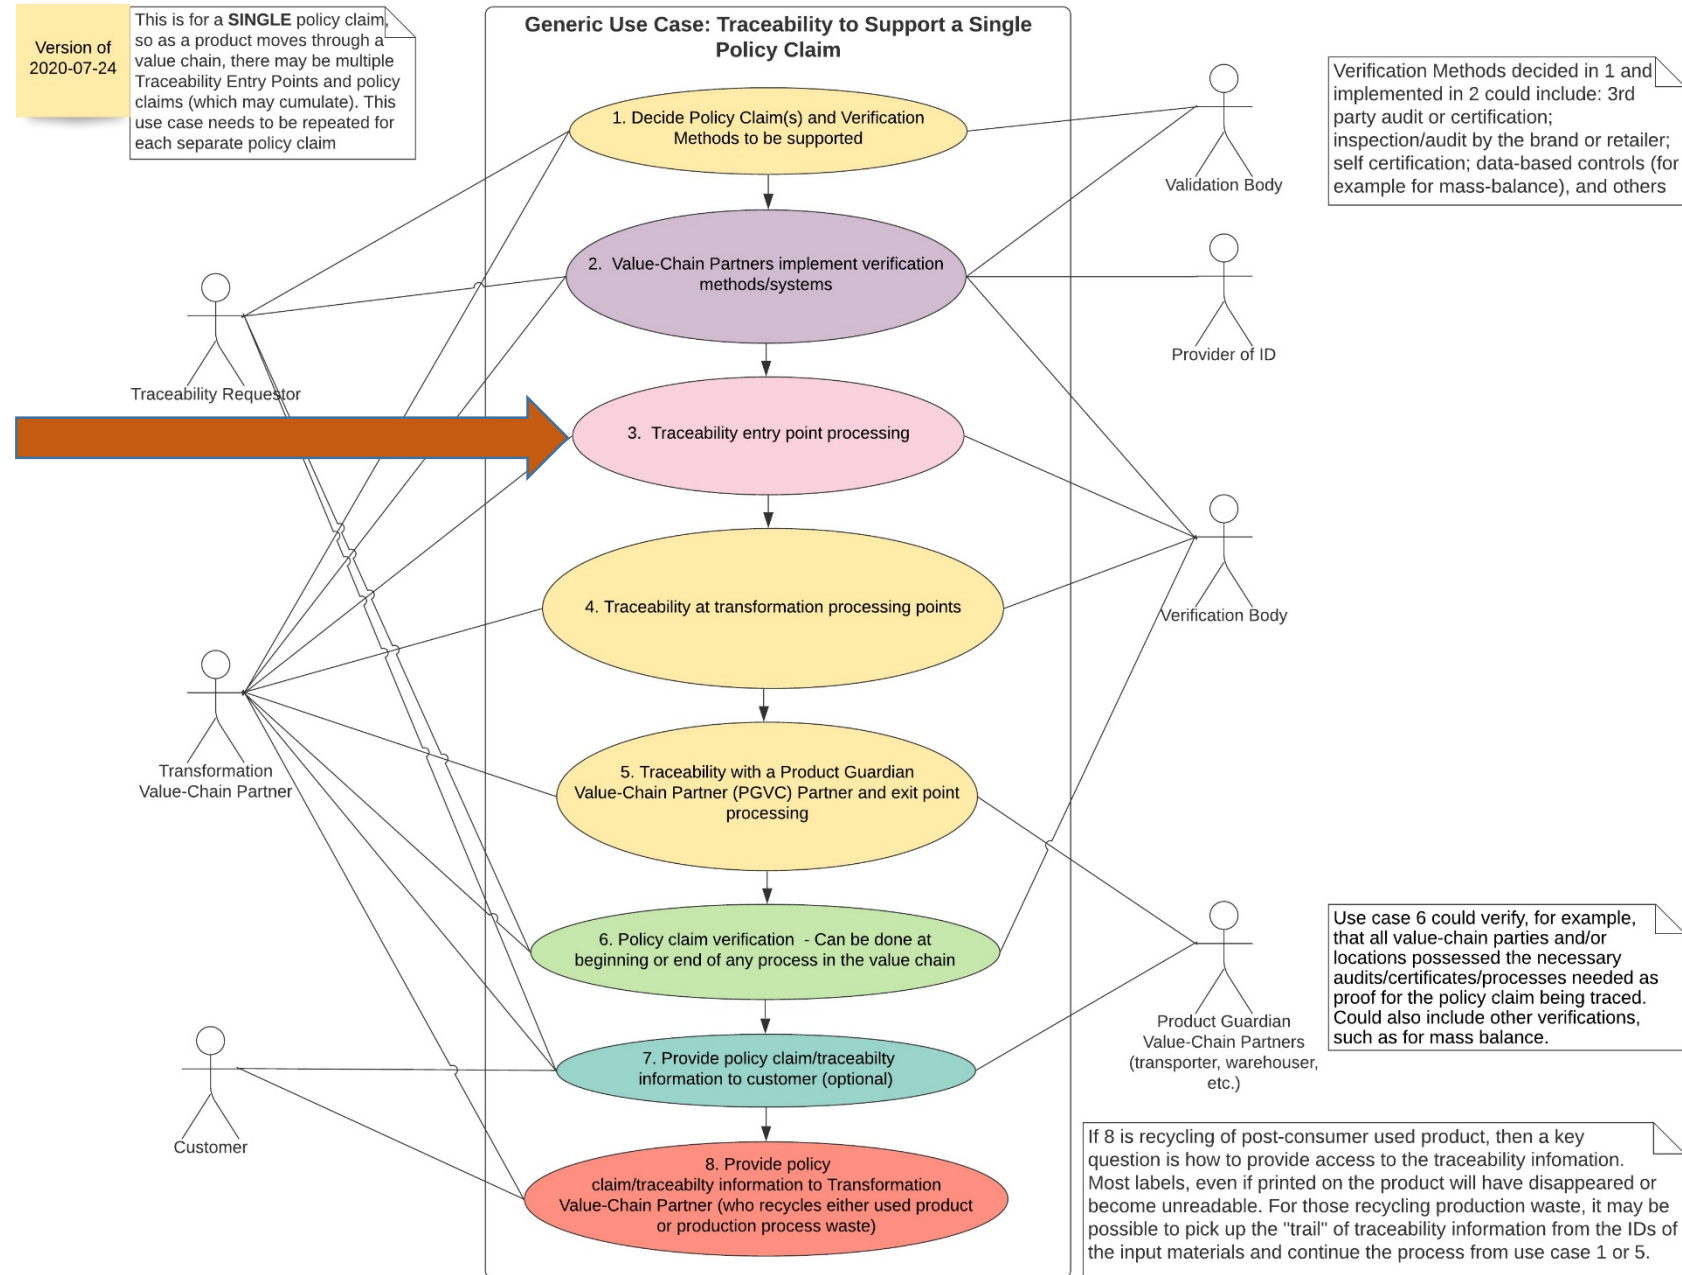 Version of
2020-07-24
This is for a SINGLE policy claim,
so as a product moves through a
value chain, there may be multiple
Traceability Entry Points and policy
claims (which may cumulate). This
use case needs to be repeated for
each separate policy claim
Generic Use Case: Traceability to Support a Single
Policy Claim
Verification Methods decided in 1 and
implemented in 2 could include: 3rd
party audit or certification;
inspection/audit by the brand or retailer;
self certification; data-based controls (for
example for mass-balance), and others
1. Decide Policy Claim(s) and Verification
Methods to be supported
Validation Body
2. Value-Chain Partners implement verification
methods/systems
Provider of ID
Traceability Requestor
3. Traceability entry point processing
4. Traceability at transformation processing points
Verification Body
Transformation
Value-Chain Partner
5. Traceability with a Product Guardian
Value-Chain Partner (PGVC) Partner and exit point
processing
6. Policy claim verification - Can be done at
beginning or end of any process in the value chain
Use case 6 could verify, for example,
that all value-chain parties and/or
locations possessed the necessary
audits/certificates/processes needed as
proof for the policy claim being traced.
Could also include other verifications,
such as for mass balance.
Product Guardian
Value-Chain Partners
(transporter, warehouser,
etc.)
7. Provide policy claim/traceabilty
information to customer (optional)
Customer
8. Provide policy
claim/traceabilty information to Transformation
Value-Chain Partner (who recycles either used product
or production process waste)
If 8 is recycling of post-consumer used product, then a key
question is how to provide access to the traceability infomation.
Most labels, even if printed on the product will have disappeared or
become unreadable. For those recycling production waste, it may be
possible to pick up the "trail" of traceability information from the IDs of
the input materials and continue the process from use case 1 or 5.